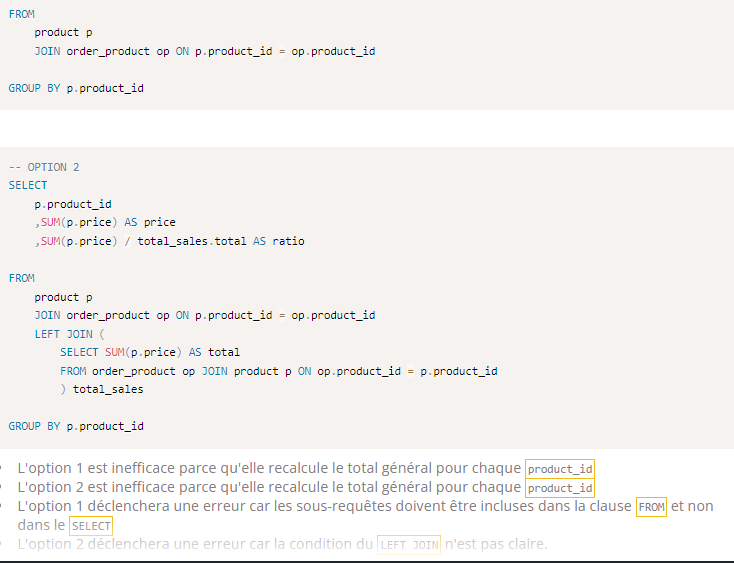 FROM
product p
JOIN order_product op ON p.product_id = op.product_id
GROUP BY p.product_id
-- OPTION 2
SELECT
p.product_id
,SUM(p.price) AS price
,SUM(p.price) / total_sales.total AS ratio
FROM
product p
JOIN order_product op ON p.product_id = op.product_id
LEFT JOIN (
SELECT SUM(p.price) AS total
FROM order_product op JOIN product p ON op.product_id = p.product_id
) total_sales
GROUP BY p.product_id
L'option 1 est inefficace parce qu'elle recalcule le total général pour chaque product_id
L'option 2 est inefficace parce qu'elle recalcule le total général pour chaque product_id
L'option 1 déclenchera une erreur car les sous-requêtes doivent être incluses dans la clause FROM et non
dans le SELECT
L'option 2 déclenchera une erreur car la condition du LEFT JOIN n'est pas claire.